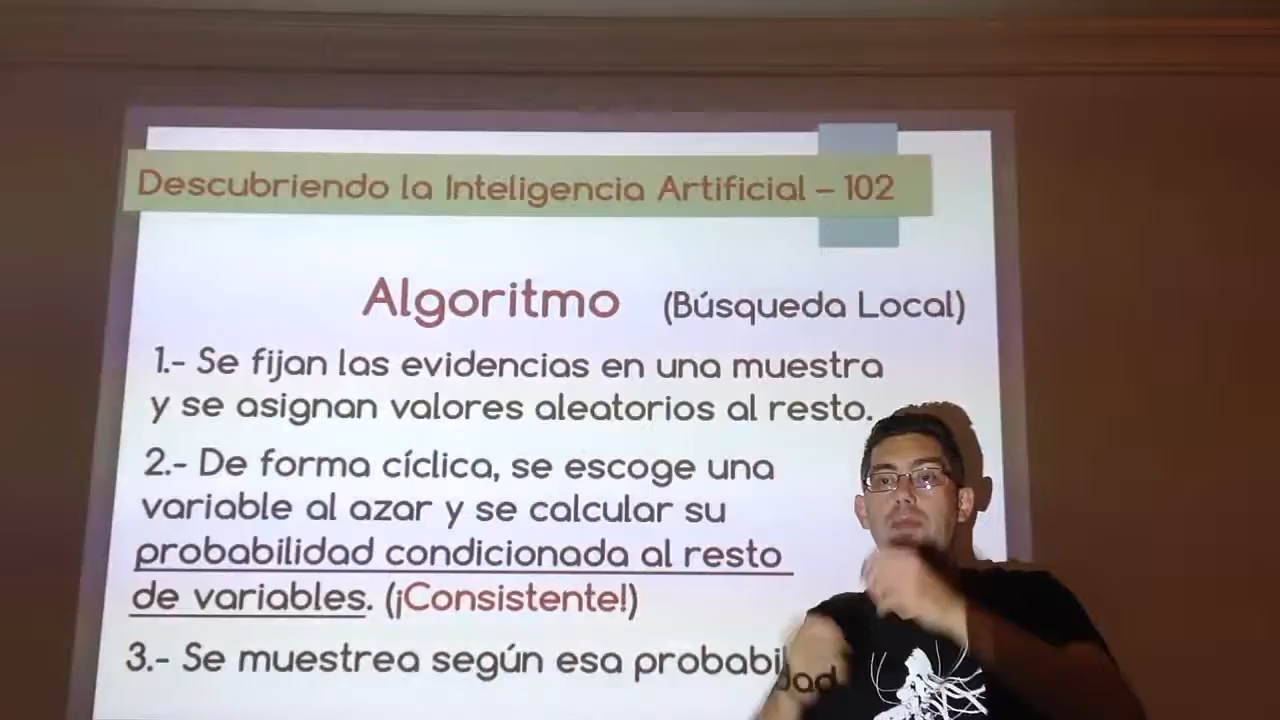 Descubriendo la Inteligencia Artificial – 102
Algoritmo (Búsqueda Local)
1.- Se fijan las evidencias en una muestra
y se asignan valores aleatorios al resto.
2.- De forma cíclica, se escoge una
variable al azar y se calcular su
probabilidad condicionada al resto
de variables. (¡Consistente!)
3.- Se muestrea según esa probabilidad